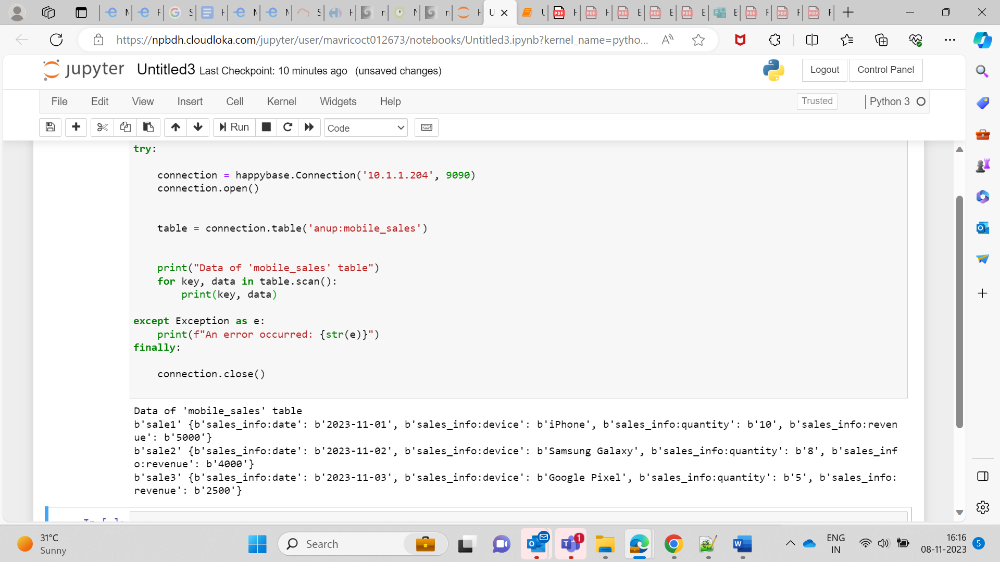 https://npbdh.cloudloka.com/jupyter/user/mavricoct012673/notebooks/Untitled3.ipynb?kernel_name=pytho...
jupyter Untitled3 Last Checkpoint: 10 minutes ago (unsaved changes)
Logout
Control Panel
File Edit View Insert Cell Kernel Widgets Help
Trusted
Python 3
Run
Code
try:
connection = happybase.Connection('10.1.1.204', 9090)
connection.open()
table = connection.table('anup:mobile_sales')
print("Data of 'mobile_sales' table")
for key, data in table.scan():
print(key, data)
except Exception as e:
print(f"An error occurred: {str(e)}")
finally:
connection.close()
Data of 'mobile_sales' table
b'sale1' {b'sales_info:date': b'2023-11-01', b'sales_info:device': b'iPhone', b'sales_info:quantity': b'10', b'sales_info:reven
ue': b'5000'}
b'sale2' {b'sales_info:date': b'2023-11-02', b'sales_info:device': b'Samsung Galaxy', b'sales_info:quantity': b'8', b'sales_inf
o:revenue': b'4000'}
b'sale3' {b'sales_info:date': b'2023-11-03', b'sales_info:device': b'Google Pixel', b'sales_info:quantity': b'5', b'sales_info:
revenue': b'2500'}
In [ ]:
31°C
Sunny
Search
1
ENG
IN
16:16
08-11-2023
5